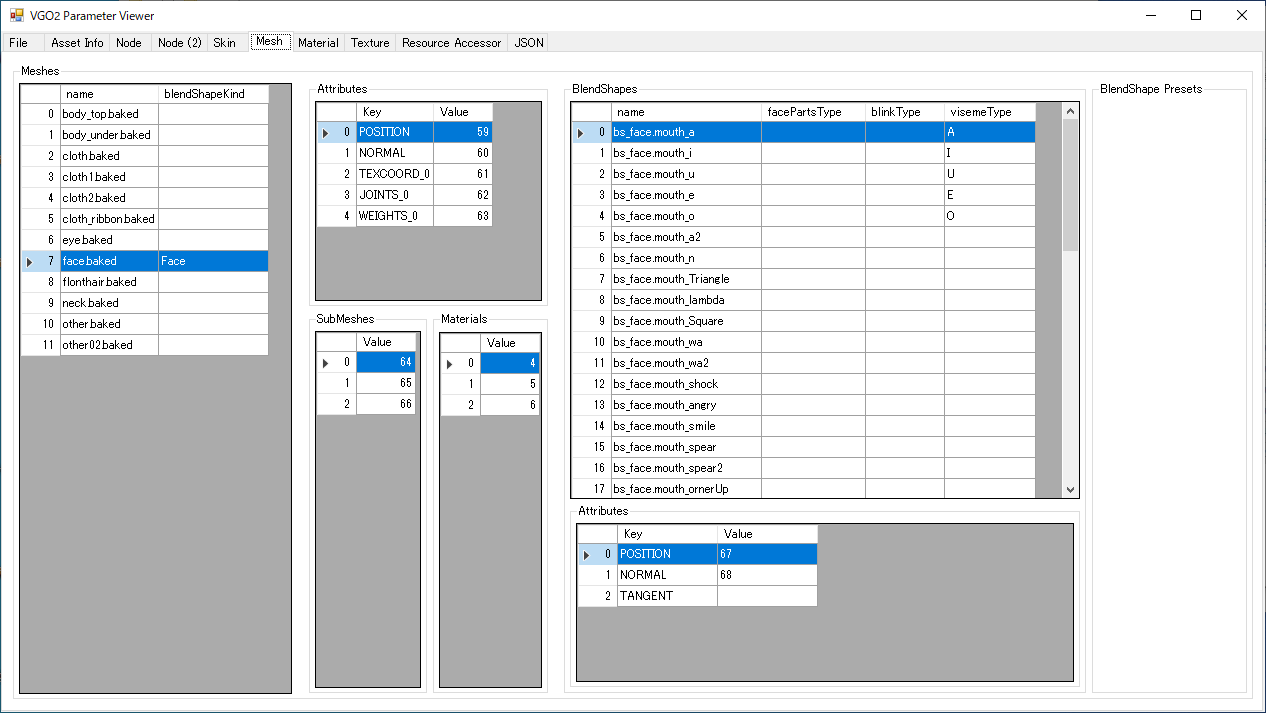 VGO2 Parameter Viewer
File Asset Info Node Node (2) Skin Mesh Material Texture Resource Accessor JSON
Meshes
name blendShapeKind
0 body_top.baked
1 body_under.baked
2 cloth.baked
3 cloth1.baked
4 cloth2.baked
5 cloth_ribbon.baked
6 eye.baked
7 face.baked Face
8 flonthair.baked
9 neck.baked
10 other.baked
11 other02.baked
Attributes
Key Value
0 POSITION 59
1 NORMAL 60
2 TEXCOORD_0 61
3 JOINTS_0 62
4 WEIGHTS_0 63
SubMeshes
Value
0 64
1 65
2 66
Materials
Value
0 4
1 5
2 6
BlendShapes
name facePartsType blinkType visemeType
0 bs_face.mouth_a A
1 bs_face.mouth_i I
2 bs_face.mouth_u U
3 bs_face.mouth_e E
4 bs_face.mouth_o O
5 bs_face.mouth_a2
6 bs_face.mouth_n
7 bs_face.mouth_Triangle
8 bs_face.mouth_lambda
9 bs_face.mouth_Square
10 bs_face.mouth_wa
11 bs_face.mouth_wa2
12 bs_face.mouth_shock
13 bs_face.mouth_angry
14 bs_face.mouth_smile
15 bs_face.mouth_spear
16 bs_face.mouth_spear2
17 bs_face.mouth_ornerUp
Attributes
Key Value
0 POSITION 67
1 NORMAL 68
2 TANGENT
BlendShape Presets